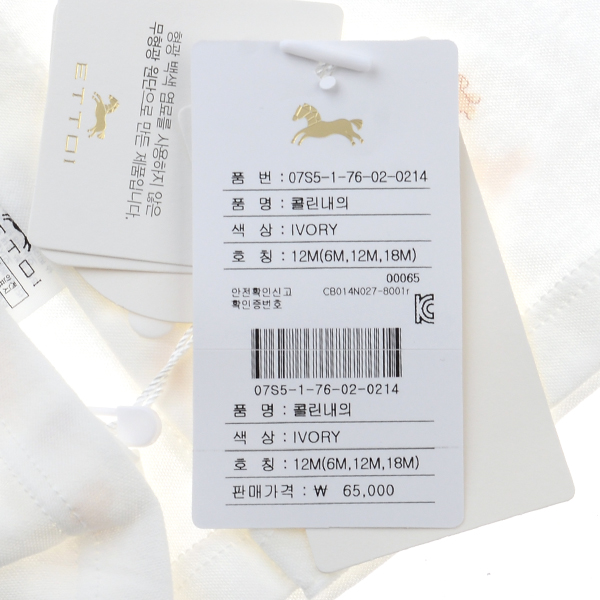 형광 백색 염료를 사용하지 않은
무형광 원단으로 만든 제품입니다.
ETTOI
품 번 : 07S5-1-76-02-0214
품 명 : 콜린내의
색 상 : IVORY
호 칭 : 12M(6M,12M,18M)
00065
안전확인신고 CB014N027-8001r
확인증번호
07S5-1-76-02-0214
품 명 : 콜린내의
색 상 : IVORY
호 칭 : 12M(6M,12M,18M)
판매가격 : ₩ 65,000